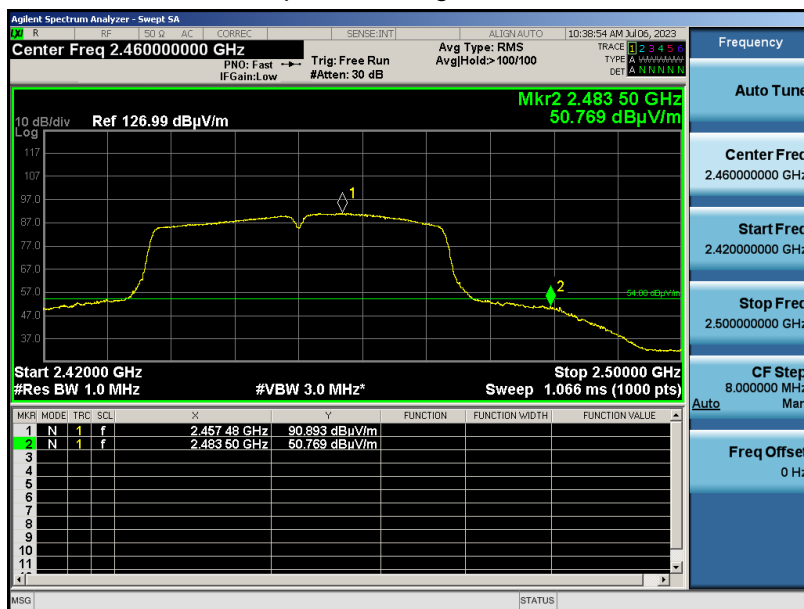 Agilent Spectrum Analyzer - Swept SA
LXI R RF 50 Ω AC CORREC SENSE:INT ALIGN AUTO 10:38:54 AM Jul 06, 2023
Center Freq 2.460000000 GHz
PNO: Fast
IFGain:Low
Trig: Free Run
#Atten: 30 dB
Avg Type: RMS
Avg|Hold:>100/100
TRACE 1 2 3 4 5 6
TYPE A WWWWW
DET A N N N N N
Mkr2 2.483 50 GHz
50.769 dBµV/m
10 dB/div Ref 126.99 dBµV/m
Log
117
107
97.0
87.0
77.0
67.0
57.0
47.0
37.0
1
2
54.00 dBµV/m
Start 2.42000 GHz Stop 2.50000 GHz
#Res BW 1.0 MHz #VBW 3.0 MHz* Sweep 1.066 ms (1000 pts)
MKR MODE TRC SCL X Y FUNCTION FUNCTION WIDTH FUNCTION VALUE
1 N 1 f 2.457 48 GHz 90.893 dBµV/m
2 N 1 f 2.483 50 GHz 50.769 dBµV/m
3
4
5
6
7
8
9
10
11
MSG STATUS
Frequency
Auto Tune
Center Freq
2.460000000 GHz
Start Freq
2.420000000 GHz
Stop Freq
2.500000000 GHz
CF Step
8.000000 MHz
Auto Man
Freq Offset
0 Hz